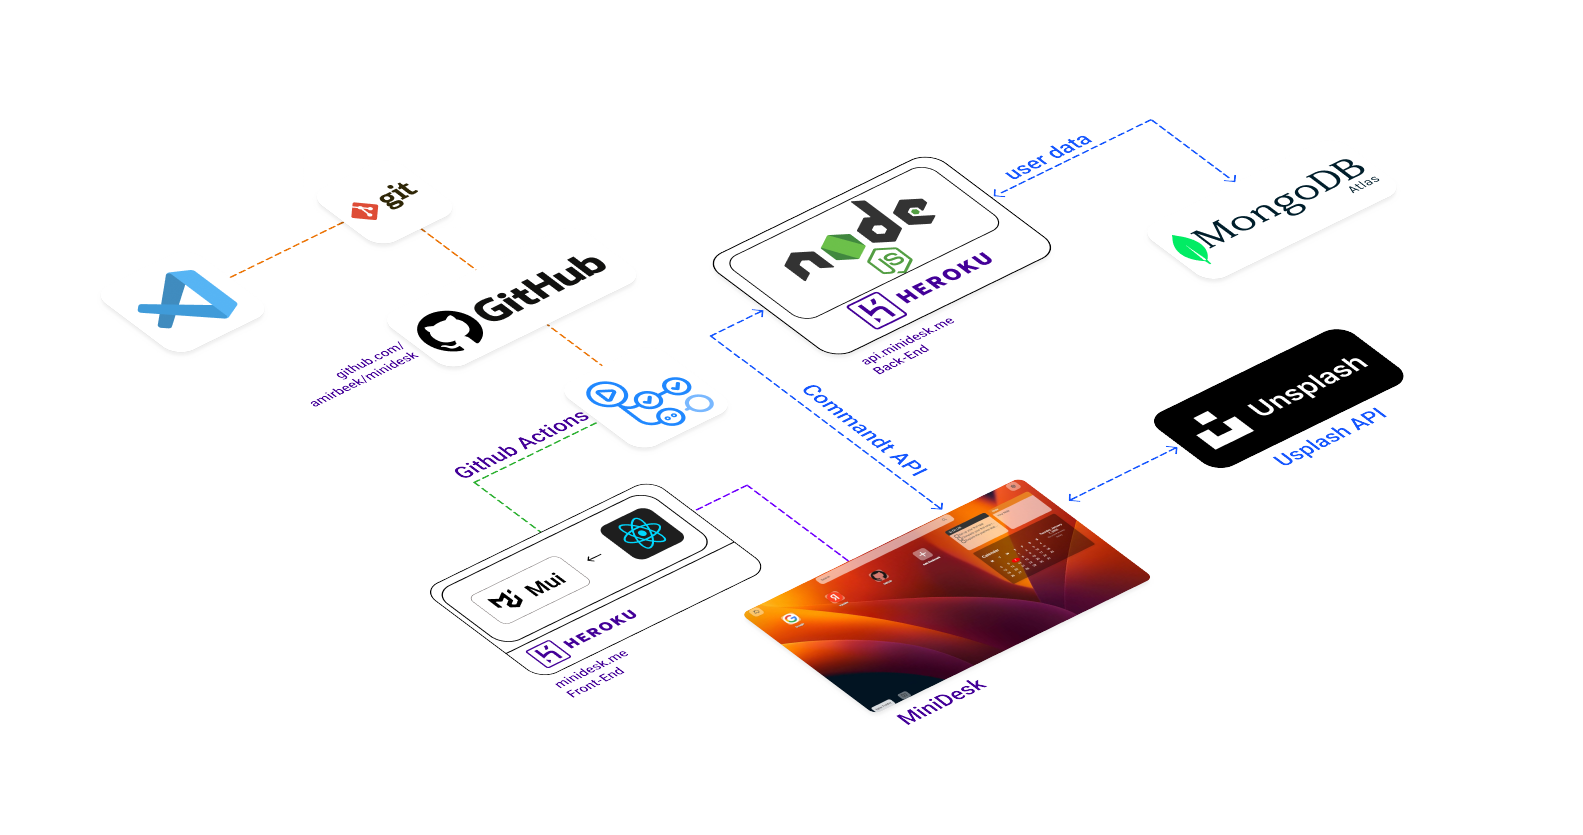 git
GitHub
github.com/
amirbeek/minidesk
Github Actions
node
JS
HEROKU
api.minidesk.me
Back-End
user data
MongoDB
Atlas
Commandt API
Unsplash
Usplash API
Mui
HEROKU
minidesk.me
Front-End
Calendar
MiniDesk